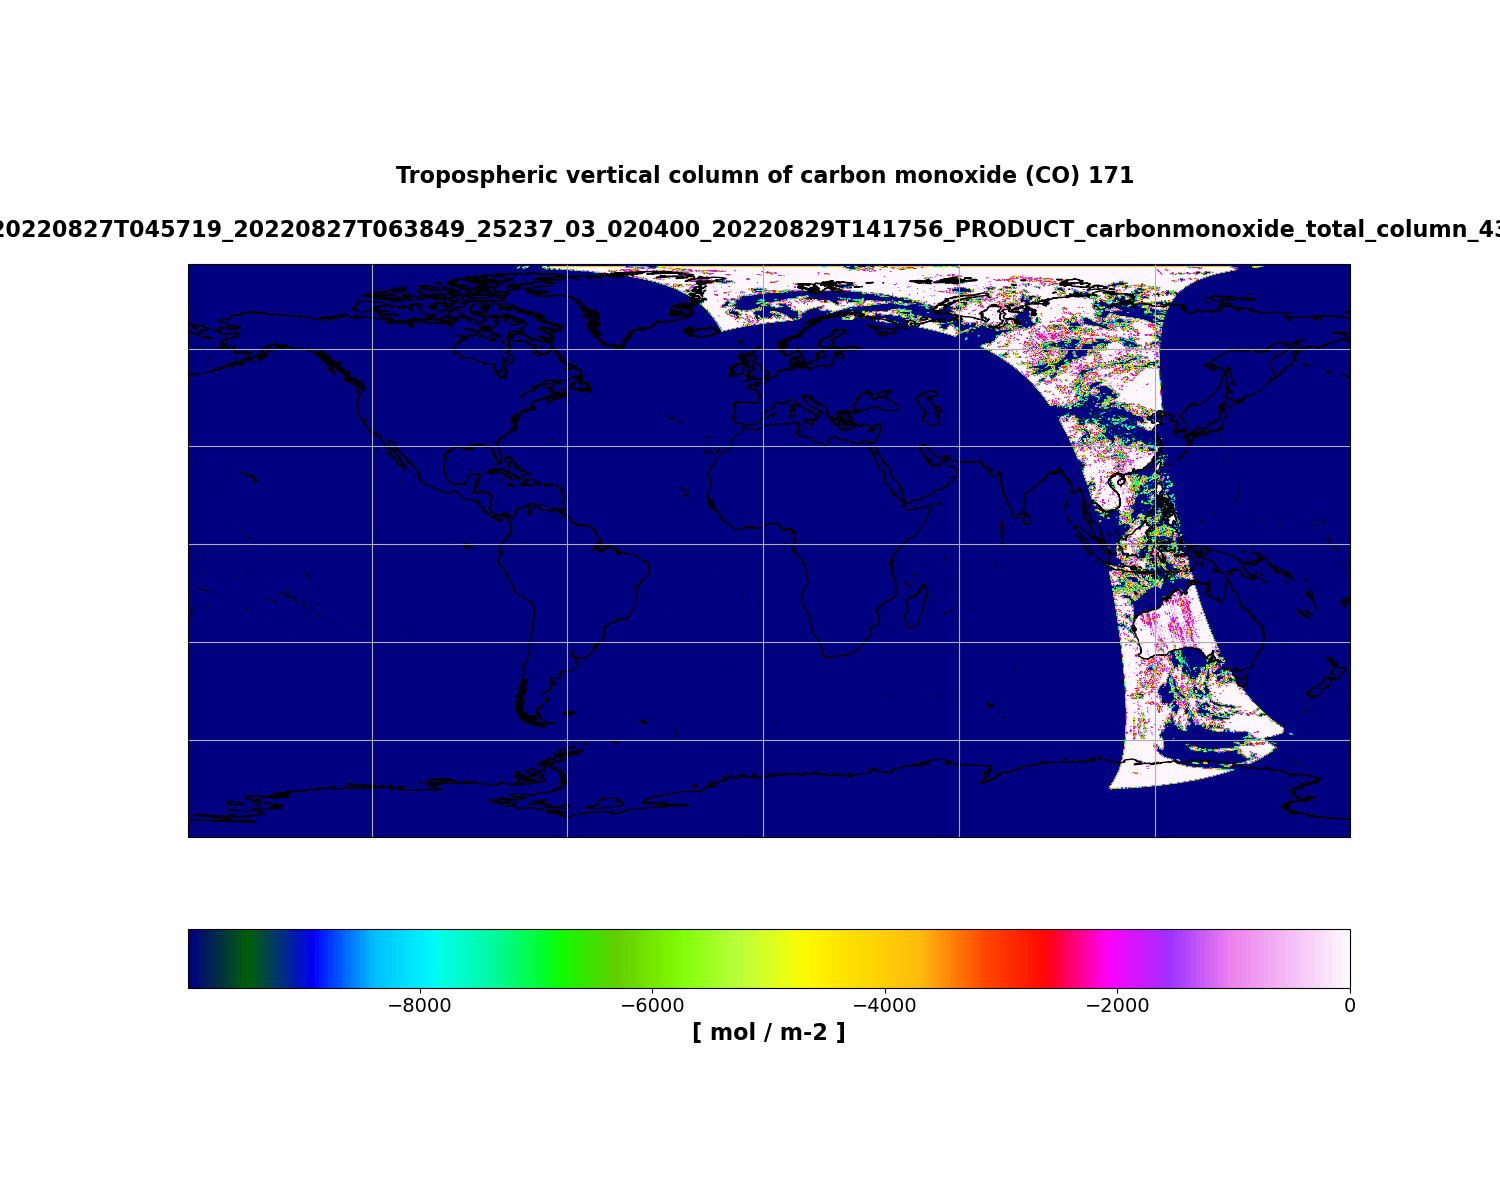 Tropospheric vertical column of carbon monoxide (CO) 171
20220827T045719_20220827T063849_25237_03_020400_20220829T141756_PRODUCT_carbonmonoxide_total_column_43
−8000 −6000 −4000 −2000 0
[ mol / m-2 ]